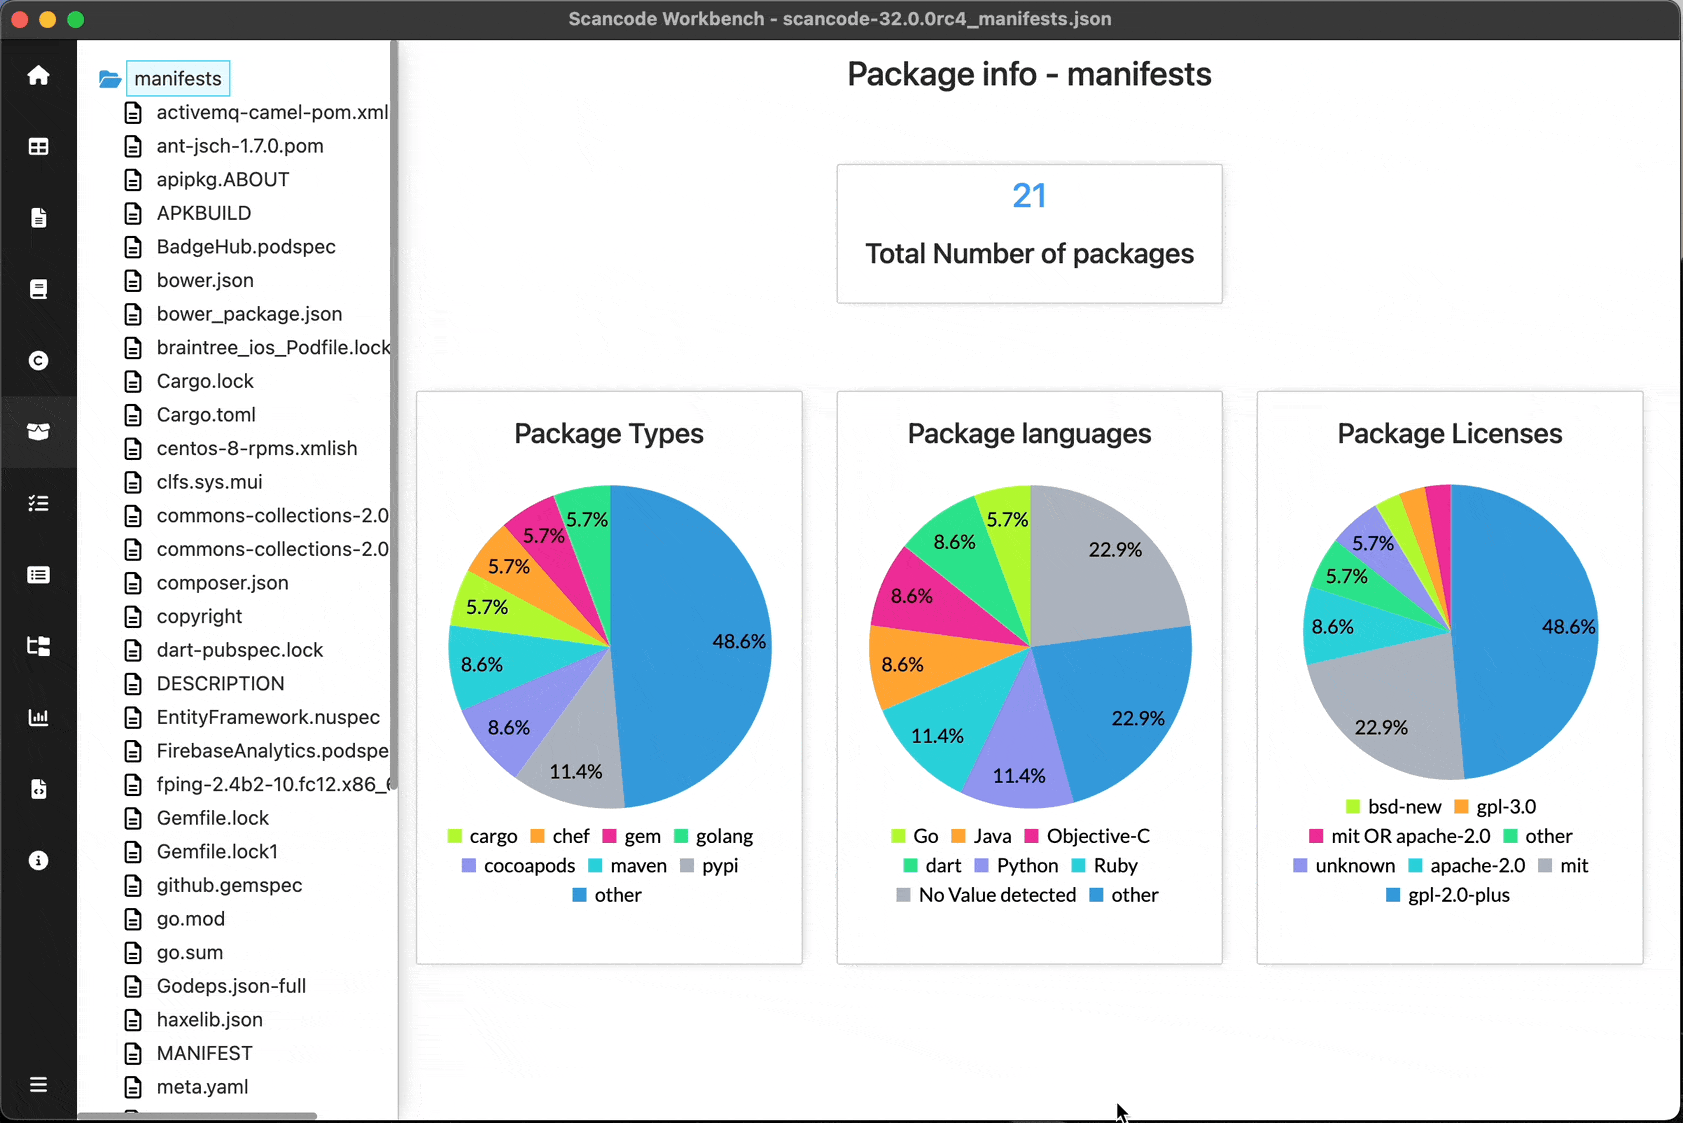 Scancode Workbench - scancode-32.0.0rc4_manifests.json
manifests
activemq-camel-pom.xml
ant-jsch-1.7.0.pom
apipkg.ABOUT
APKBUILD
BadgeHub.podspec
bower.json
bower_package.json
braintree_ios_Podfile.lock
Cargo.lock
Cargo.toml
centos-8-rpms.xmlish
clfs.sys.mui
commons-collections-2.0
commons-collections-2.0
composer.json
copyright
dart-pubspec.lock
DESCRIPTION
EntityFramework.nuspec
FirebaseAnalytics.podspe
fping-2.4b2-10.fc12.x86_6
Gemfile.lock
Gemfile.lock1
github.gemspec
go.mod
go.sum
Godeps.json-full
haxelib.json
MANIFEST
meta.yaml
Package info - manifests
21
Total Number of packages
Package Types
5.7%
5.7%
5.7%
5.7%
48.6%
8.6%
8.6%
11.4%
cargo chef gem golang
cocoapods maven pypi
other
Package languages
5.7%
8.6%
22.9%
8.6%
8.6%
22.9%
11.4%
11.4%
Go Java Objective-C
dart Python Ruby
No Value detected other
Package Licenses
5.7%
5.7%
8.6%
48.6%
22.9%
bsd-new gpl-3.0
mit OR apache-2.0 other
unknown apache-2.0 mit
gpl-2.0-plus